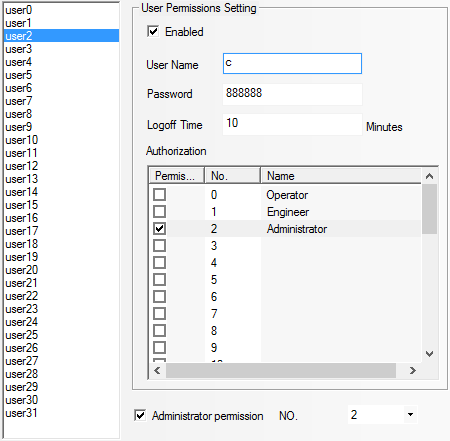 user0
user1
user2
user3
user4
user5
user6
user7
user8
user9
user10
user11
user12
user13
user14
user15
user16
user17
user18
user19
user20
user21
user22
user23
user24
user25
user26
user27
user28
user29
user30
user31
User Permissions Setting
Enabled
User Name c
Password 888888
Logoff Time 10 Minutes
Authorization
Permis... No. Name
0 Operator
1 Engineer
2 Administrator
3
4
5
6
7
8
9
Administrator permission NO. 2